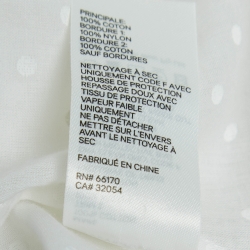 PRINCIPALE:
100% COTON
BORDURE 1:
100% NYLON
BORDURE 2:
100% COTON
SAUF BORDURES
NETTOYAGE À SEC
UNIQUEMENT CODE F AVEC
HOUSSE DE PROTECTION
REPASSAGE DOUX AVEC
TISSU DE PROTECTION
VAPEUR FAIBLE
UNIQUEMENT
NE PAS DÉTACHER
METTRE SUR L'ENVERS
AVANT LE NETTOYAGE À
SEC
FABRIQUÉ EN CHINE
RN# 66170
CA# 32054